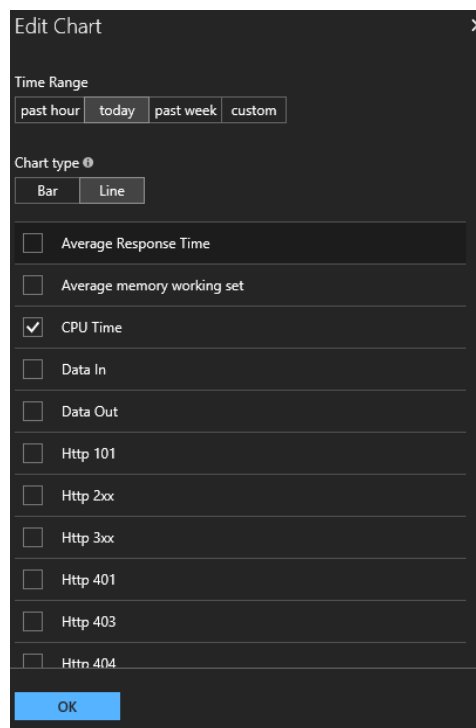 Edit Chart
Time Range
past hour today past week custom
Chart type
Bar Line
Average Response Time
Average memory working set
CPU Time
Data In
Data Out
Http 101
Http 2xx
Http 3xx
Http 401
Http 403
Http 404
OK